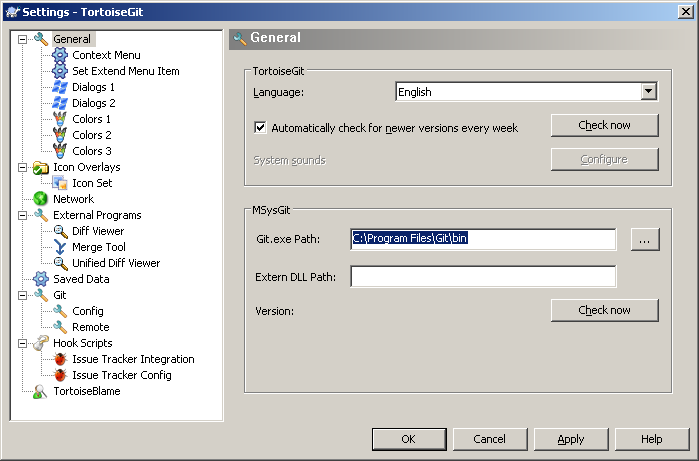 Settings - TortoiseGit
General
Context Menu
Set Extend Menu Item
Dialogs 1
Dialogs 2
Colors 1
Colors 2
Colors 3
Icon Overlays
Icon Set
Network
External Programs
Diff Viewer
Merge Tool
Unified Diff Viewer
Saved Data
Git
Config
Remote
Hook Scripts
Issue Tracker Integration
Issue Tracker Config
TortoiseBlame
General
TortoiseGit
Language: English
Automatically check for newer versions every week Check now
System sounds Configure
MSysGit
Git.exe Path: C:\Program Files\Git\bin ...
Extern DLL Path:
Version: Check now
OK Cancel Apply Help